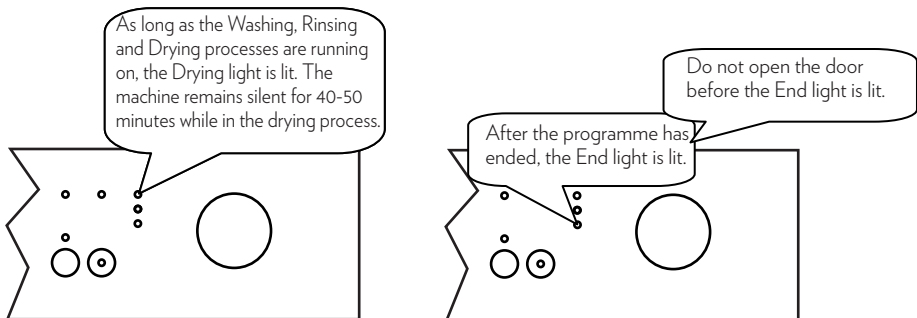 As long as the Washing, Rinsing
and Drying processes are running
on, the Drying light is lit. The
machine remains silent for 40-50
minutes while in the drying process.
Do not open the door
before the End light is lit.
After the programme has
ended, the End light is lit.